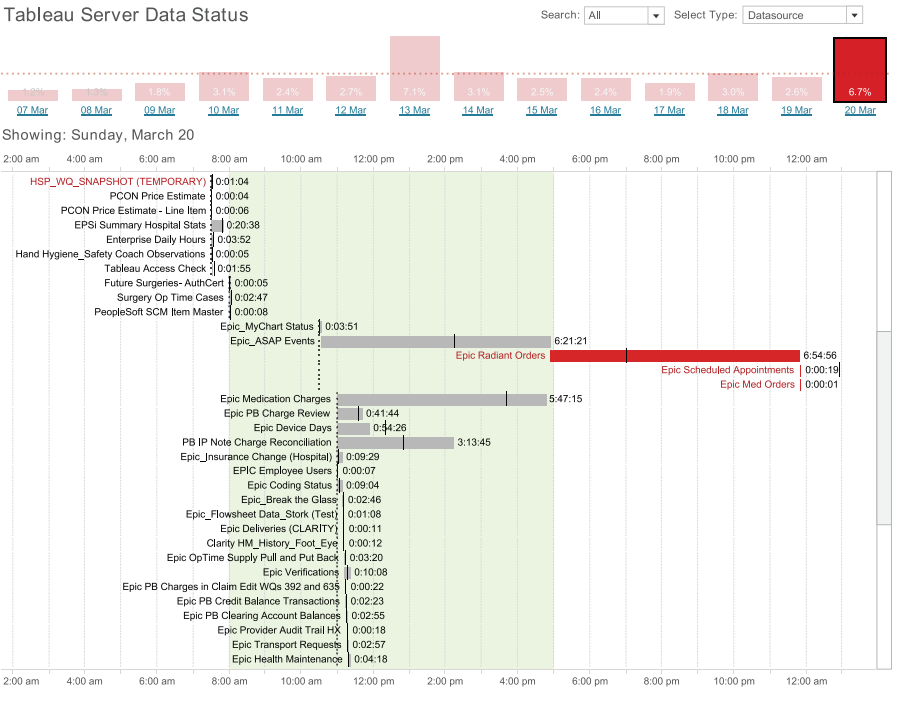 Tableau Server Data Status
Search: All Select Type: Datasource
1.2% 1.3% 1.8% 3.1% 2.4% 2.7% 7.1% 3.1% 2.5% 2.4% 1.9% 3.0% 2.6% 6.7%
07 Mar 08 Mar 09 Mar 10 Mar 11 Mar 12 Mar 13 Mar 14 Mar 15 Mar 16 Mar 17 Mar 18 Mar 19 Mar 20 Mar
Showing: Sunday, March 20
2:00 am 4:00 am 6:00 am 8:00 am 10:00 am 12:00 pm 2:00 pm 4:00 pm 6:00 pm 8:00 pm 10:00 pm 12:00 am
HSP_WQ_SNAPSHOT (TEMPORARY) 0:01:04
PCON Price Estimate 0:00:04
PCON Price Estimate - Line Item 0:00:06
EPSi Summary Hospital Stats 0:20:38
Enterprise Daily Hours 0:03:52
Hand Hygiene_Safety Coach Observations 0:00:05
Tableau Access Check 0:01:55
Future Surgeries- AuthCert 0:00:05
Surgery Op Time Cases 0:02:47
PeopleSoft SCM Item Master 0:00:08
Epic_MyChart Status 0:03:51
Epic_ASAP Events 6:21:21
Epic Radiant Orders 6:54:56
Epic Scheduled Appointments 0:00:19
Epic Med Orders 0:00:01
Epic Medication Charges 5:47:15
Epic PB Charge Review 0:41:44
Epic Device Days 0:54:26
PB IP Note Charge Reconciliation 3:13:45
Epic_Insurance Change (Hospital) 0:09:29
EPIC Employee Users 0:00:07
Epic Coding Status 0:09:04
Epic_Break the Glass 0:02:46
Epic_Flowsheet Data_Stork (Test) 0:01:08
Epic Deliveries (CLARITY) 0:00:11
Clarity HM_History_Foot_Eye 0:00:12
Epic OpTime Supply Pull and Put Back 0:03:20
Epic Verifications 0:10:08
Epic PB Charges in Claim Edit WQs 392 and 635 0:00:22
Epic PB Credit Balance Transactions 0:02:23
Epic PB Clearing Account Balances 0:02:55
Epic Provider Audit Trail HX 0:00:18
Epic Transport Requests 0:02:57
Epic Health Maintenance 0:04:18
2:00 am 4:00 am 6:00 am 8:00 am 10:00 am 12:00 pm 2:00 pm 4:00 pm 6:00 pm 8:00 pm 10:00 pm 12:00 am